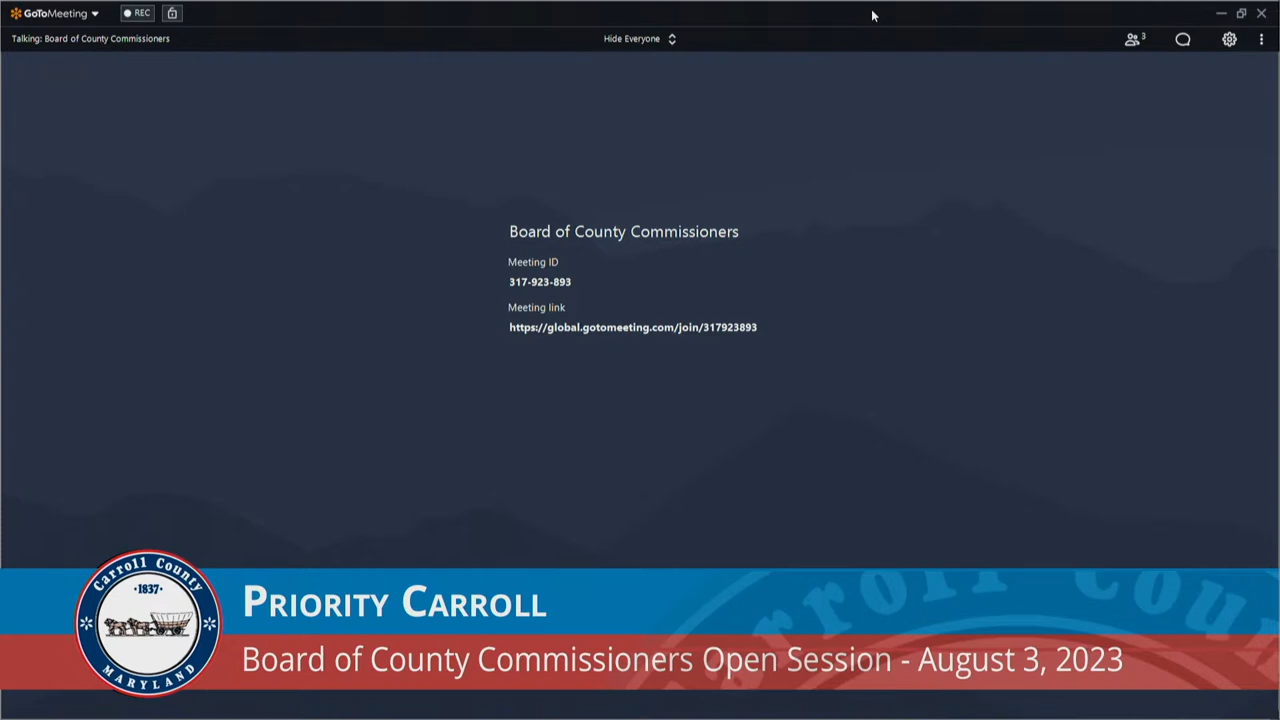 GoToMeeting
REC
Talking: Board of County Commissioners
Hide Everyone
3
Board of County Commissioners
Meeting ID
317-923-893
Meeting link
https://global.gotomeeting.com/join/317923893
Carroll County
·1837·
MARYLAND
PRIORITY CARROLL
Board of County Commissioners Open Session - August 3, 2023
arroll Coun